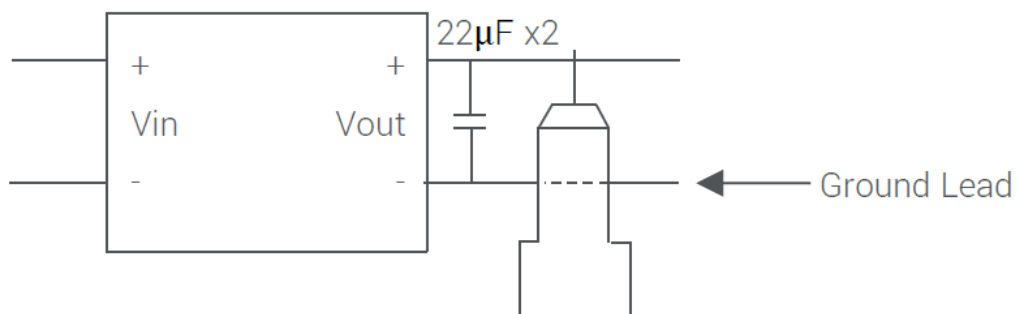 22μF x2
+ +
Vin Vout
- -
Ground Lead